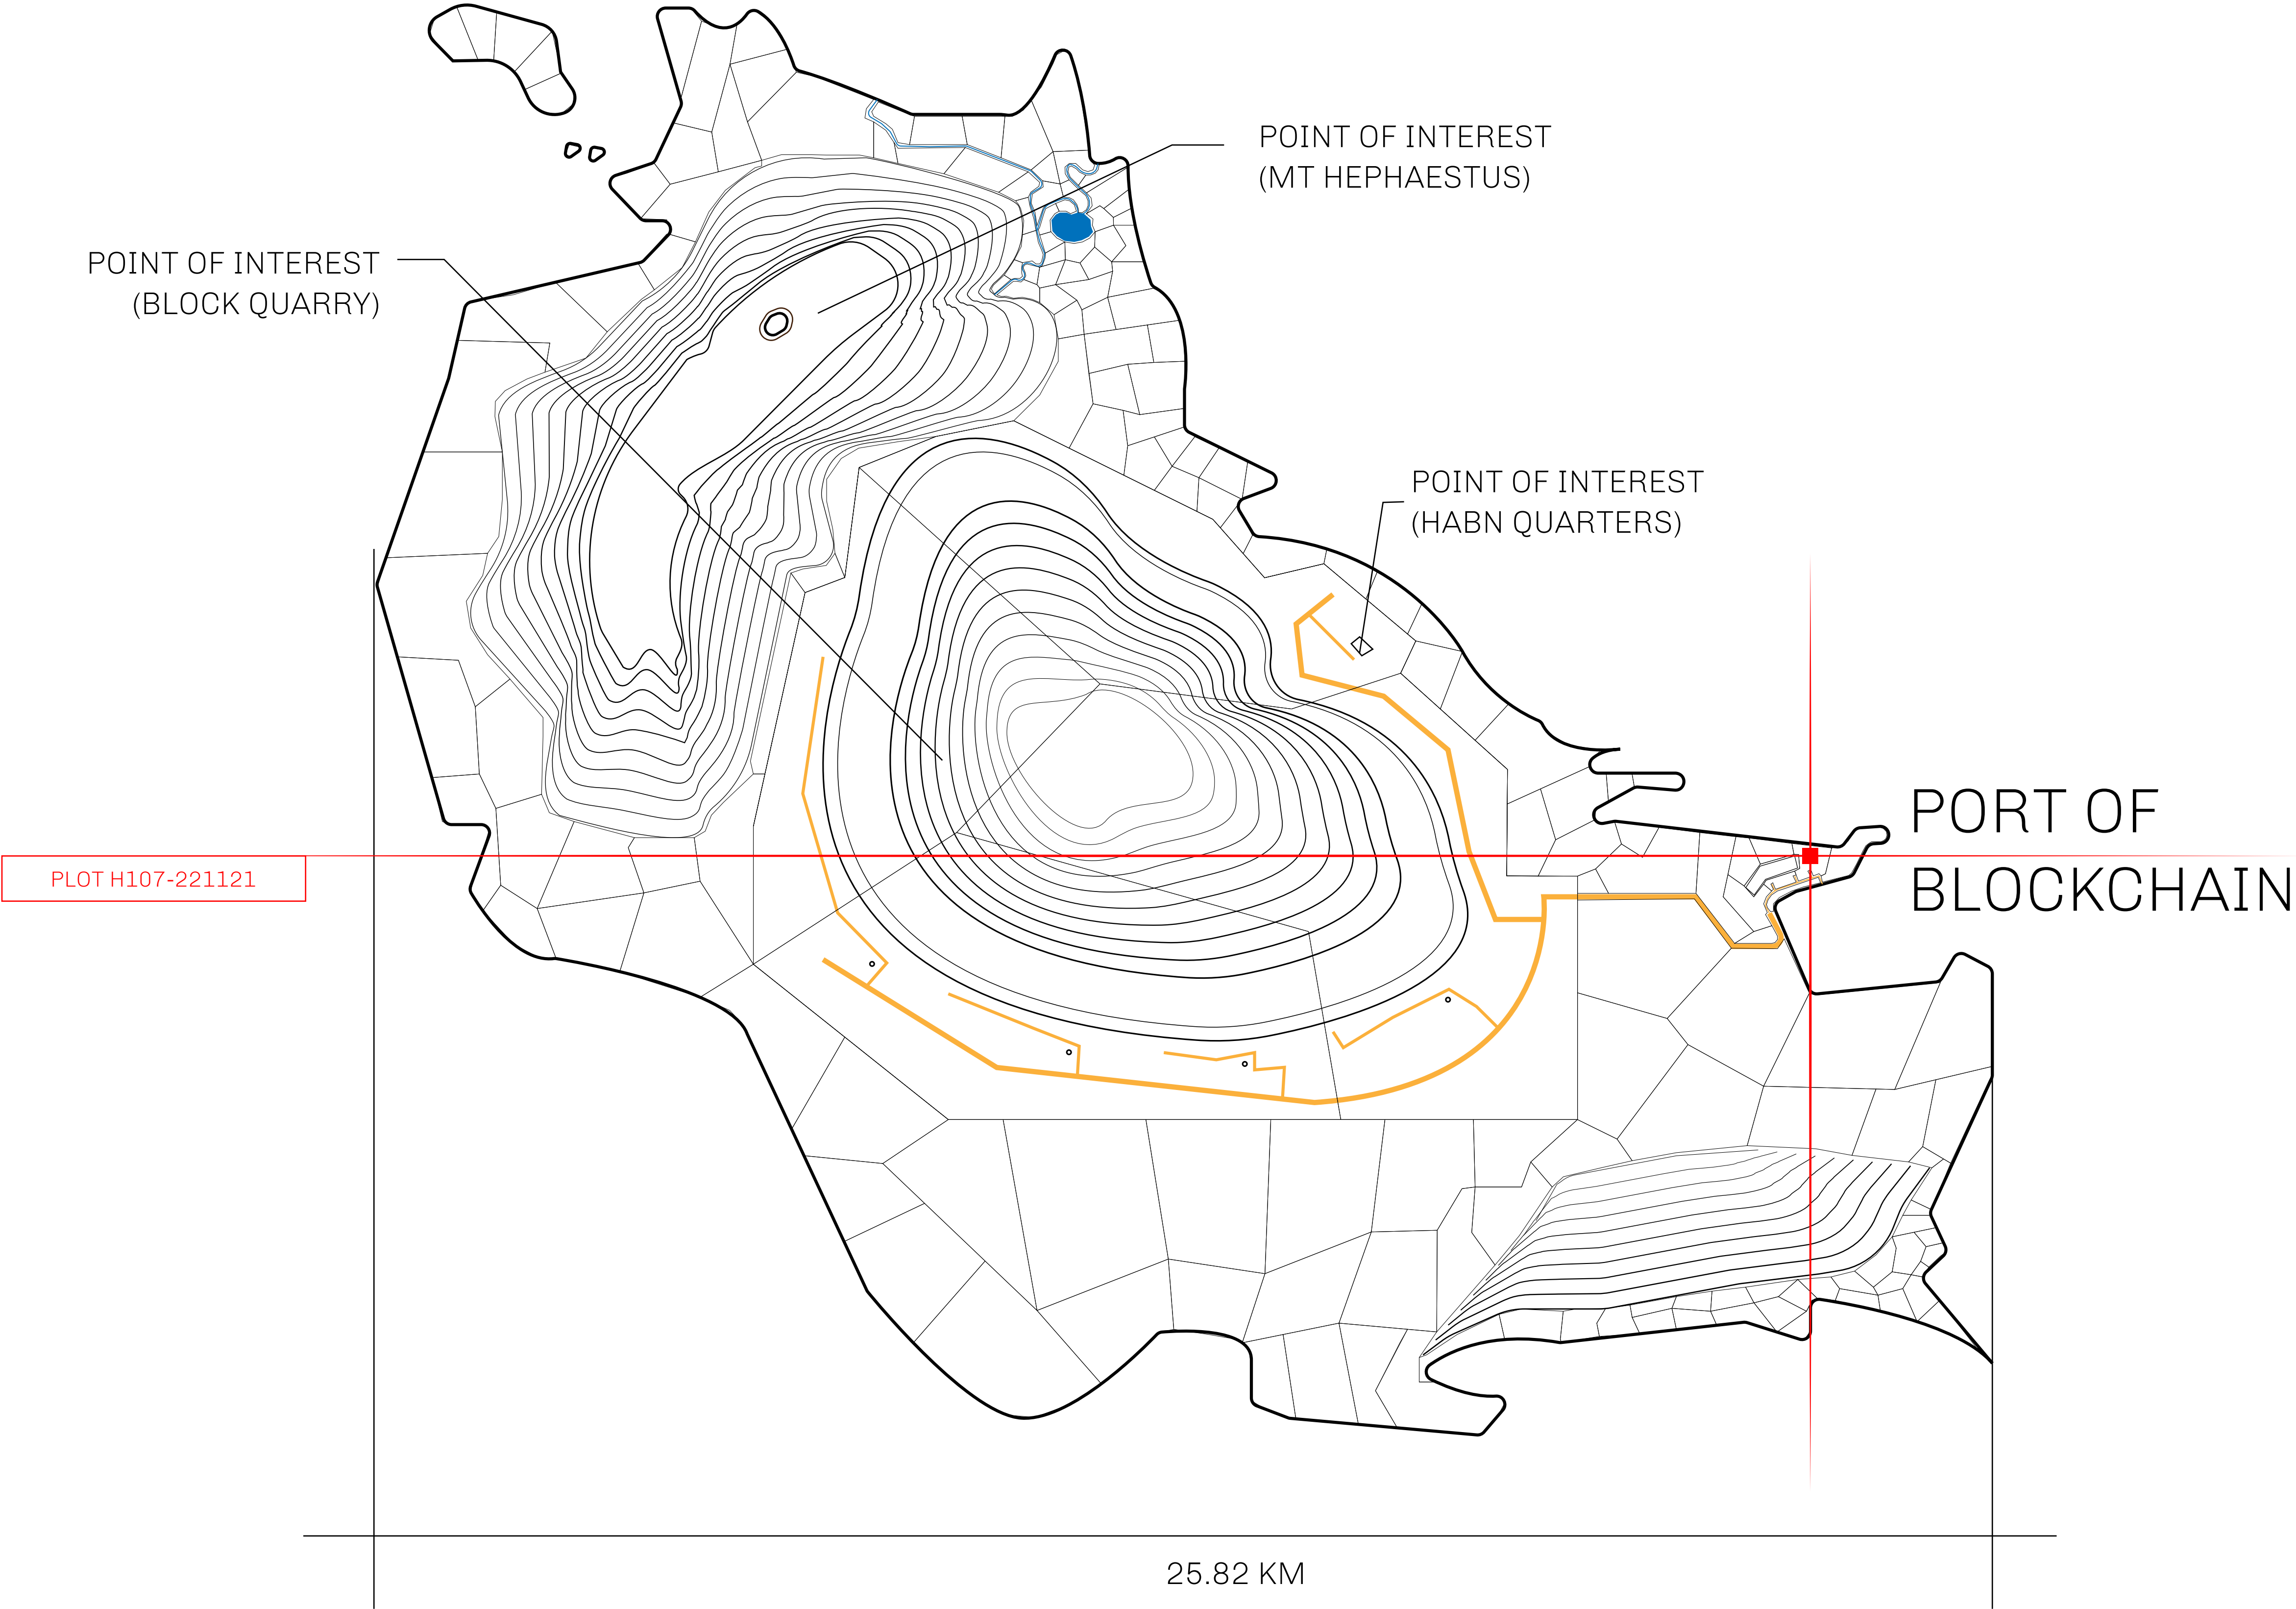 POINT OF INTEREST
(MT HEPHAESTUS)
POINT OF INTEREST
(BLOCK QUARRY)
POINT OF INTEREST
(HABN QUARTERS)
PORT OF
BLOCKCHAIN
PLOT H107-221121
25.82 KM